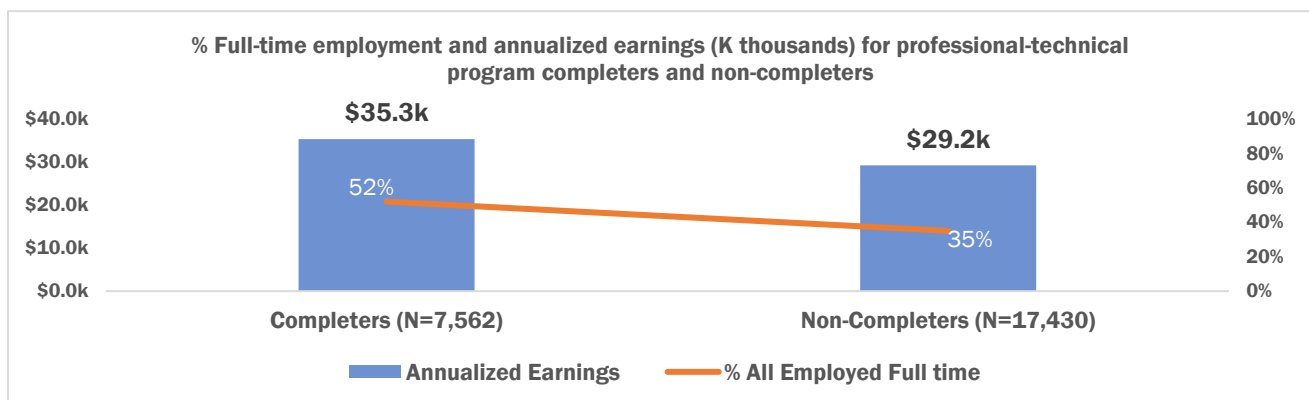 % Full-time employment and annualized earnings (K thousands) for professional-technical
program completers and non-completers
$40.0k
$30.0k
$20.0k
$10.0k
$0.0k
$35.3k
52%
$29.2k
35%
100%
80%
60%
40%
20%
0%
Completers (N=7,562)
Non-Completers (N=17,430)
Annualized Earnings
% All Employed Full time